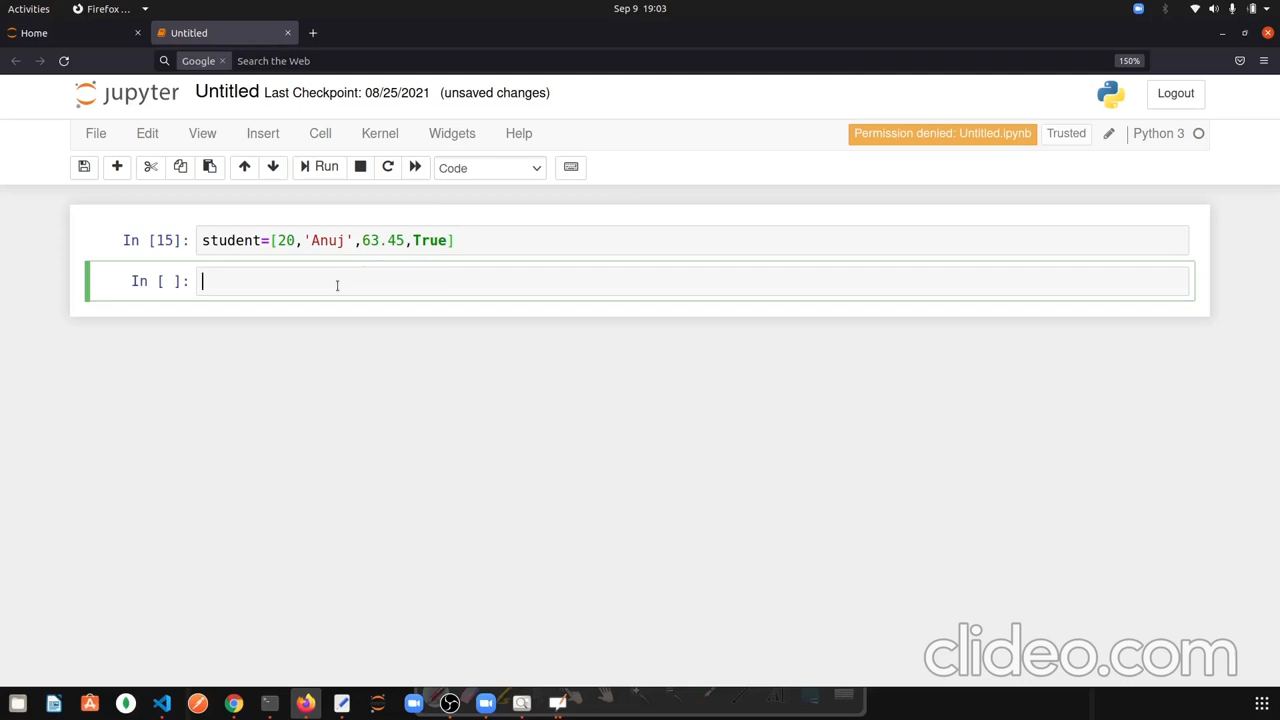 Activities
Firefox ...
Sep 9 19:03
Home
Untitled
Google
Search the Web
150%
jupyter
Untitled Last Checkpoint: 08/25/2021 (unsaved changes)
Logout
File Edit View Insert Cell Kernel Widgets Help
Permission denied: Untitled.ipynb
Trusted
Python 3
Run
Code
In [15]: student=[20,'Anuj',63.45,True]
In [ ]:
clideo.com